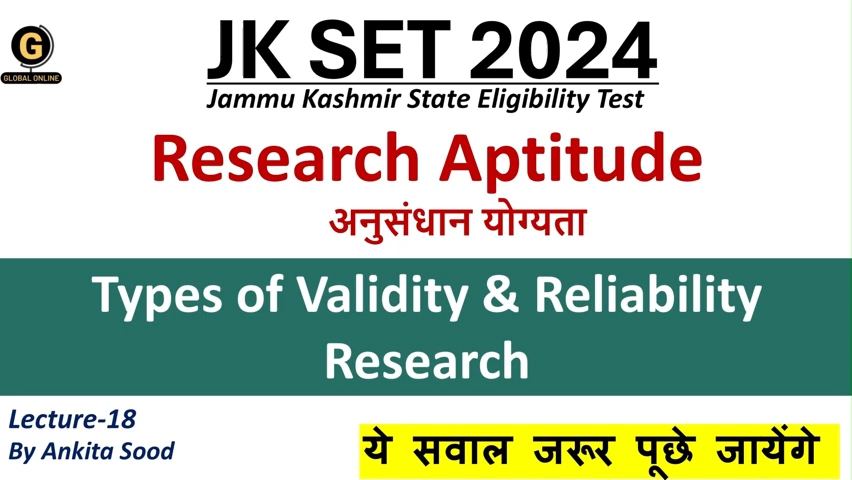 G
GLOBAL ONLINE
JK SET 2024
Jammu Kashmir State Eligibility Test
Research Aptitude
अनुसंधान योग्यता
Types of Validity & Reliability
Research
Lecture-18
By Ankita Sood
ये सवाल जरूर पूछे जायेंगे